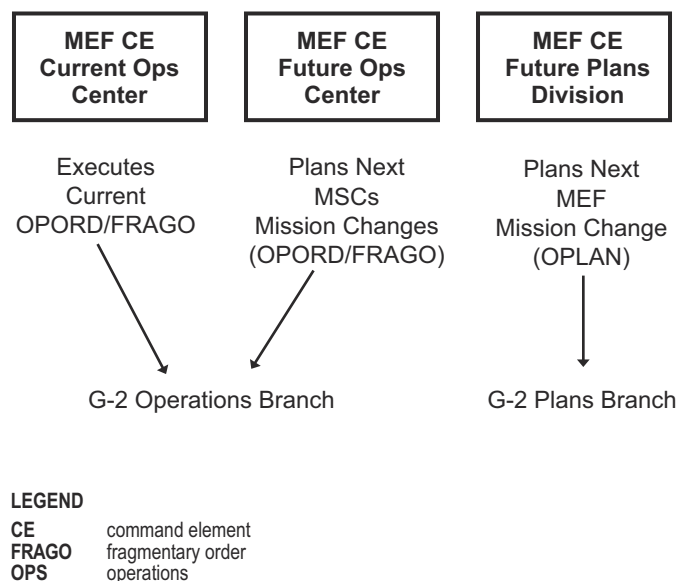 MEF CE
Current Ops
Center
MEF CE
Future Ops
Center
MEF CE
Future Plans
Division
Executes
Current
OPORD/FRAGO
Plans Next
MSCs
Mission Changes
(OPORD/FRAGO)
Plans Next
MEF
Mission Change
(OPLAN)
G-2 Operations Branch
G-2 Plans Branch
LEGEND
CE command element
FRAGO fragmentary order
OPS operations